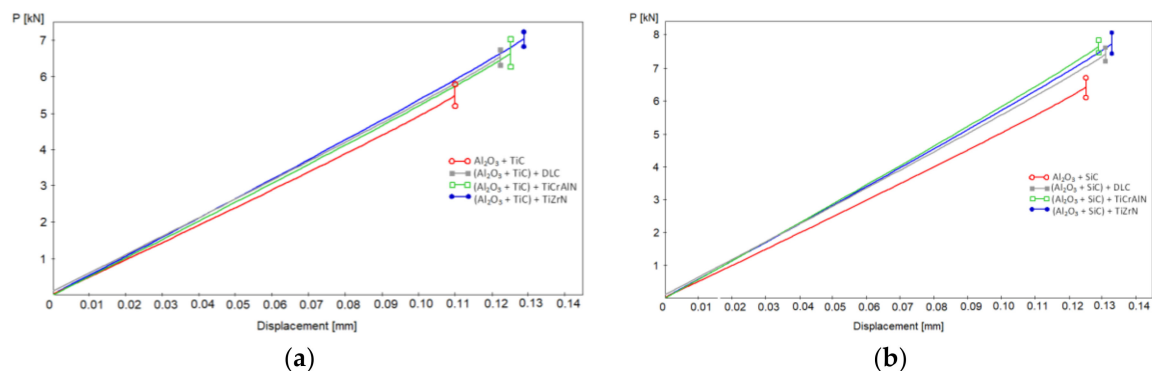 P [kN]
7
6
5
4
3
2
1
0 0.01 0.02 0.03 0.04 0.05 0.06 0.07 0.08 0.09 0.10 0.11 0.12 0.13 0.14
Displacement [mm]
Al₂O₃ + TiC
(Al₂O₃ + TiC) + DLC
(Al₂O₃ + TiC) + TiCrAlN
(Al₂O₃ + TiC) + TiZrN
(a)
P [kN]
8
7
6
5
4
3
2
1
0 0.01 0.02 0.03 0.04 0.05 0.06 0.07 0.08 0.09 0.10 0.11 0.12 0.13 0.14
Displacement [mm]
Al₂O₃ + SiC
(Al₂O₃ + SiC) + DLC
(Al₂O₃ + SiC) + TiCrAlN
(Al₂O₃ + SiC) + TiZrN
(b)